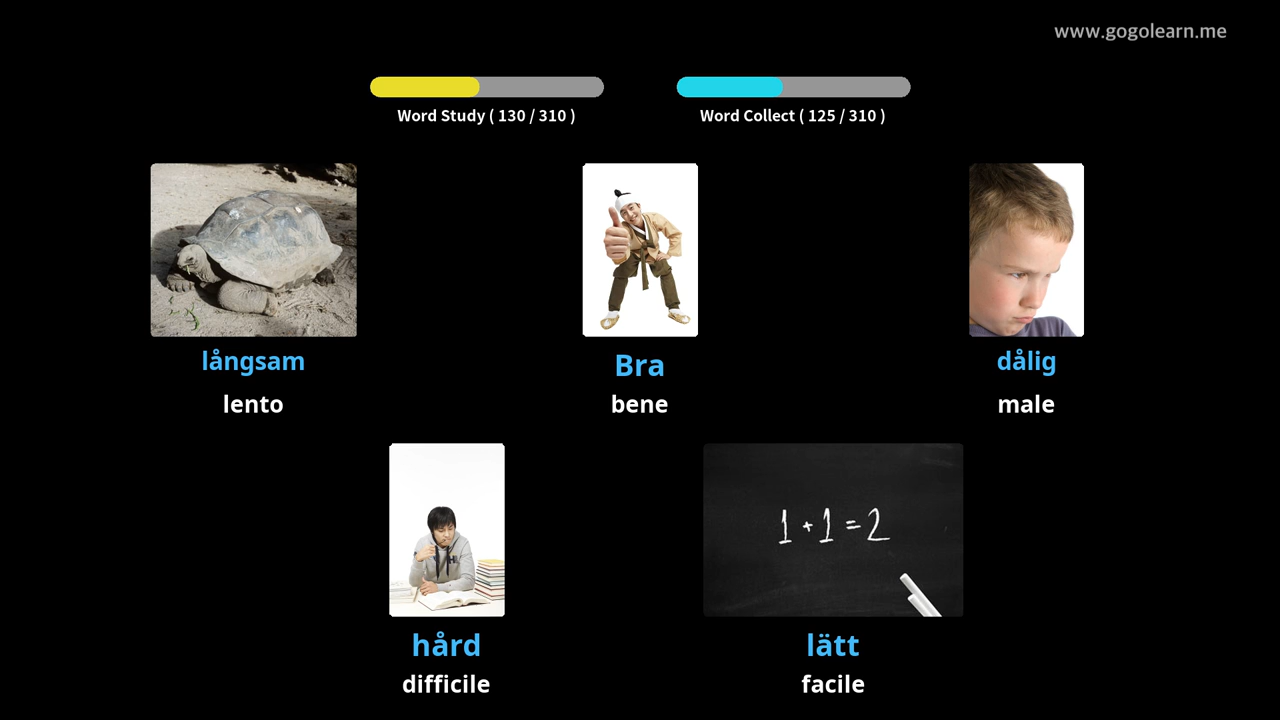 www.gogolearn.me
Word Study ( 130 / 310 )
Word Collect ( 125 / 310 )
långsam
lento
Bra
bene
dålig
male
1 + 1 = 2
hård
difficile
lätt
facile